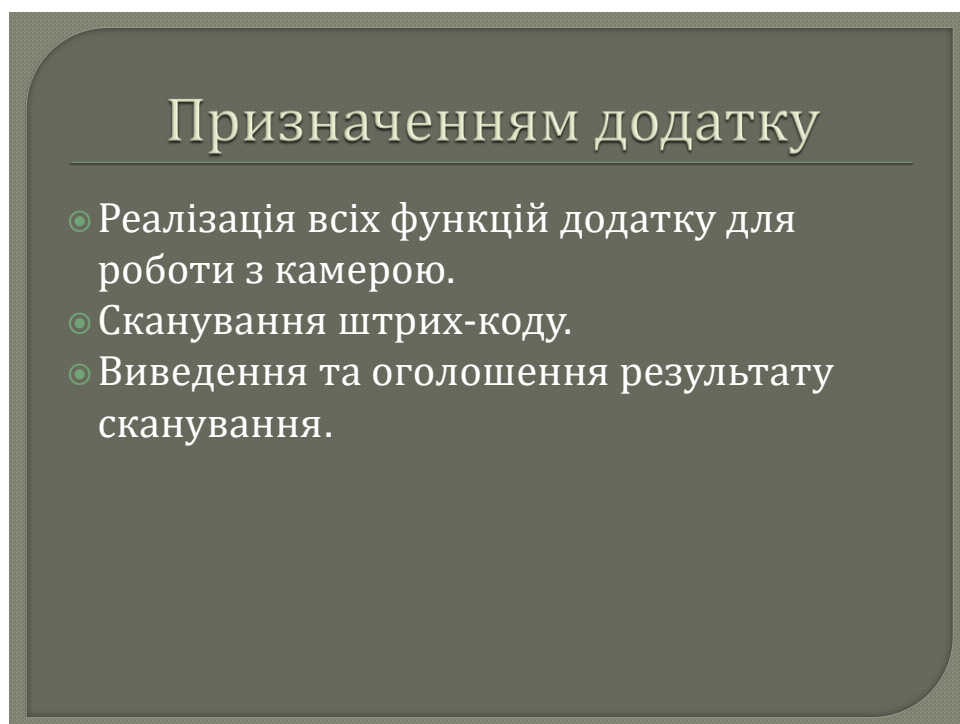 Призначенням додатку
Реалізація всіх функцій додатку для
роботи з камерою.
Сканування штрих-коду.
Виведення та оголошення результату
сканування.